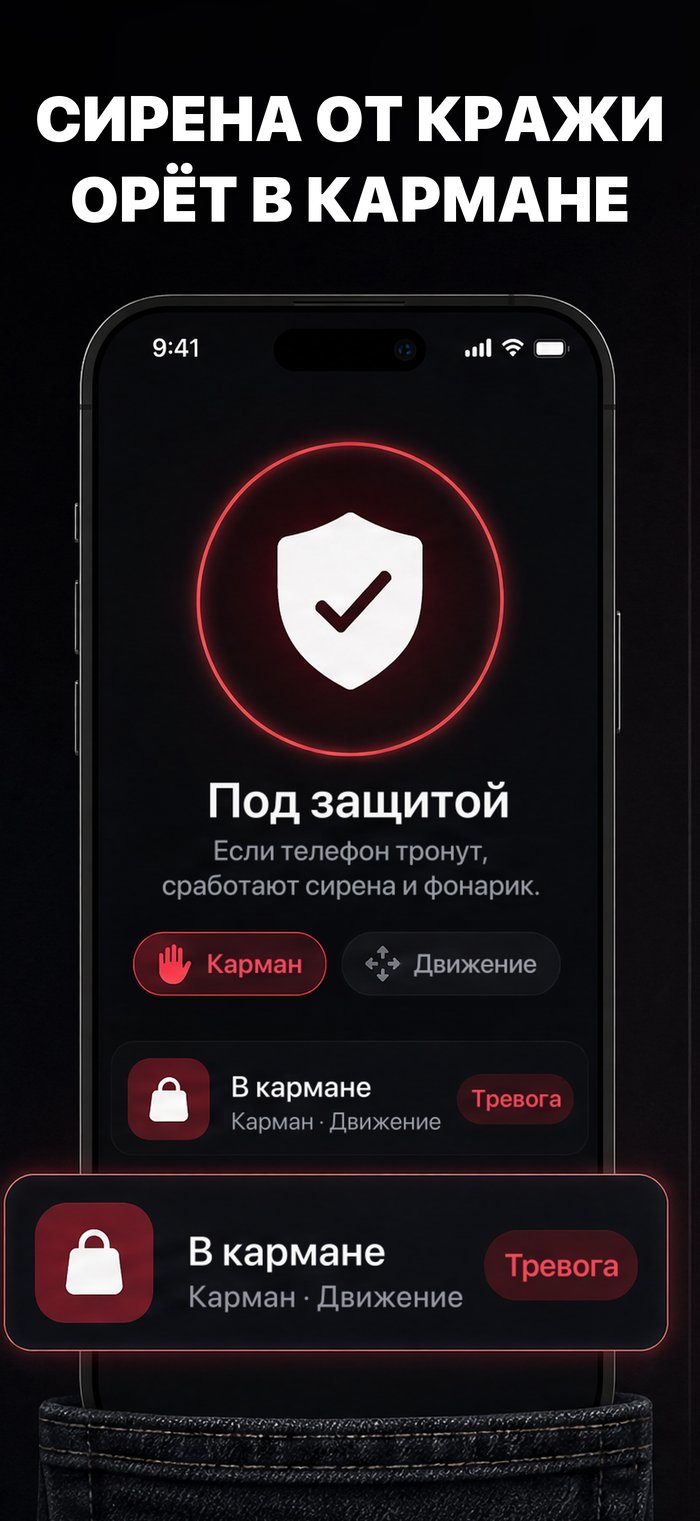 СИРЕНА ОТ КРАЖИ
ОРЁТ В КАРМАНЕ
9:41
Под защитой
Если телефон тронут,
сработают сирена и фонарик.
Карман
Движение
В кармане
Тревога
Карман · Движение
В кармане
Тревога
Карман · Движение